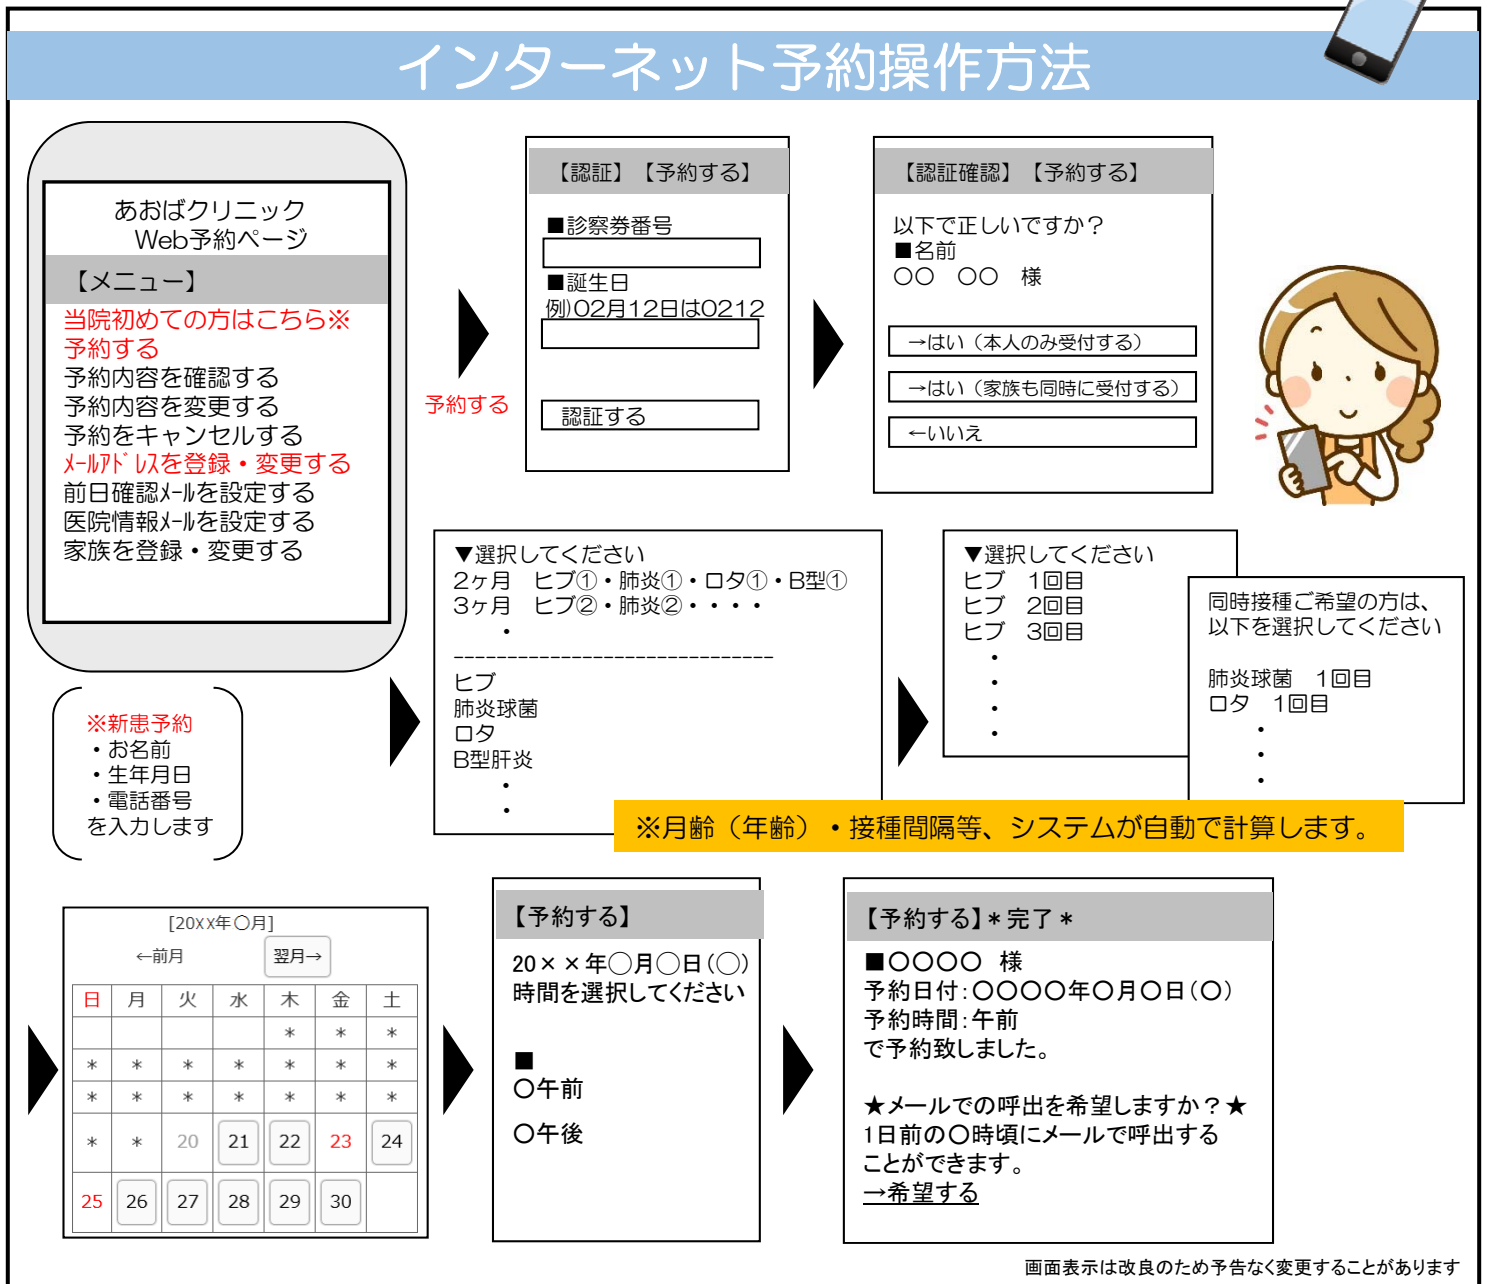 インターネット予約操作方法
あおばクリニック
Web予約ページ
【メニュー】
当院初めての方はこちら※
予約する
予約内容を確認する
予約内容を変更する
予約をキャンセルする
ﾒｰﾙｱﾄﾞﾚｽを登録・変更する
前日確認ﾒｰﾙを設定する
医院情報ﾒｰﾙを設定する
家族を登録・変更する
※新患予約
・お名前
・生年月日
・電話番号
を入力します
予約する
【認証】【予約する】
■診察券番号
■誕生日
例)02月12日は0212
認証する
【認証確認】【予約する】
以下で正しいですか？
■名前
○○　○○　様
→はい（本人のみ受付する）
→はい（家族も同時に受付する）
←いいえ
▼選択してください
2ヶ月　ヒブ①・肺炎①・ロタ①・B型①
3ヶ月　ヒブ②・肺炎②・・・・
・
------------------------------
ヒブ
肺炎球菌
ロタ
B型肝炎
・
・
▼選択してください
ヒブ　1回目
ヒブ　2回目
ヒブ　3回目
・
・
・
・
同時接種ご希望の方は、
以下を選択してください
肺炎球菌　1回目
ロタ　1回目
・
・
・
※月齢（年齢）・接種間隔等、システムが自動で計算します。
[20XX年○月]
←前月　翌月→
日 月 火 水 木 金 土
* * *
* * * * * * *
* * * * * * *
* * 20 21 22 23 24
25 26 27 28 29 30
【予約する】
20××年○月○日(○)
時間を選択してください
■
○午前
○午後
【予約する】＊完了＊
■○○○○　様
予約日付：○○○○年○月○日(○)
予約時間：午前
で予約致しました。
★メールでの呼出を希望しますか？★
1日前の○時頃にメールで呼出する
ことができます。
→希望する
画面表示は改良のため予告なく変更することがあります